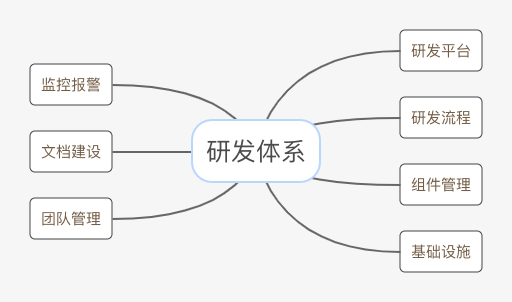 研发体系
研发平台
研发流程
组件管理
基础设施
监控报警
文档建设
团队管理